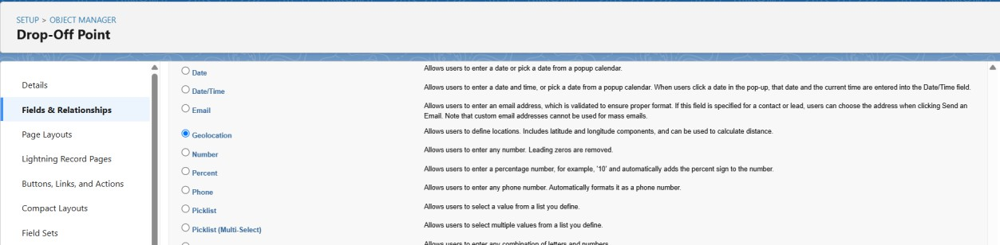 SETUP > OBJECT MANAGER
Drop-Off Point
Details
Fields & Relationships
Page Layouts
Lightning Record Pages
Buttons, Links, and Actions
Compact Layouts
Field Sets
Date
Allows users to enter a date or pick a date from a popup calendar.
Date/Time
Allows users to enter a date and time, or pick a date from a popup calendar. When users click a date in the pop-up, that date and the current time are entered into the Date/Time field.
Email
Allows users to enter an email address, which is validated to ensure proper format. If this field is specified for a contact or lead, users can choose the address when clicking Send an
Email. Note that custom email addresses cannot be used for mass emails.
Geolocation
Allows users to define locations. Includes latitude and longitude components, and can be used to calculate distance.
Number
Allows users to enter any number. Leading zeros are removed.
Percent
Allows users to enter a percentage number, for example, '10' and automatically adds the percent sign to the number.
Phone
Allows users to enter any phone number. Automatically formats it as a phone number.
Picklist
Allows users to select a value from a list you define.
Picklist (Multi-Select)
Allows users to select multiple values from a list you define.
Allows users to enter any combination of letters and numbers.